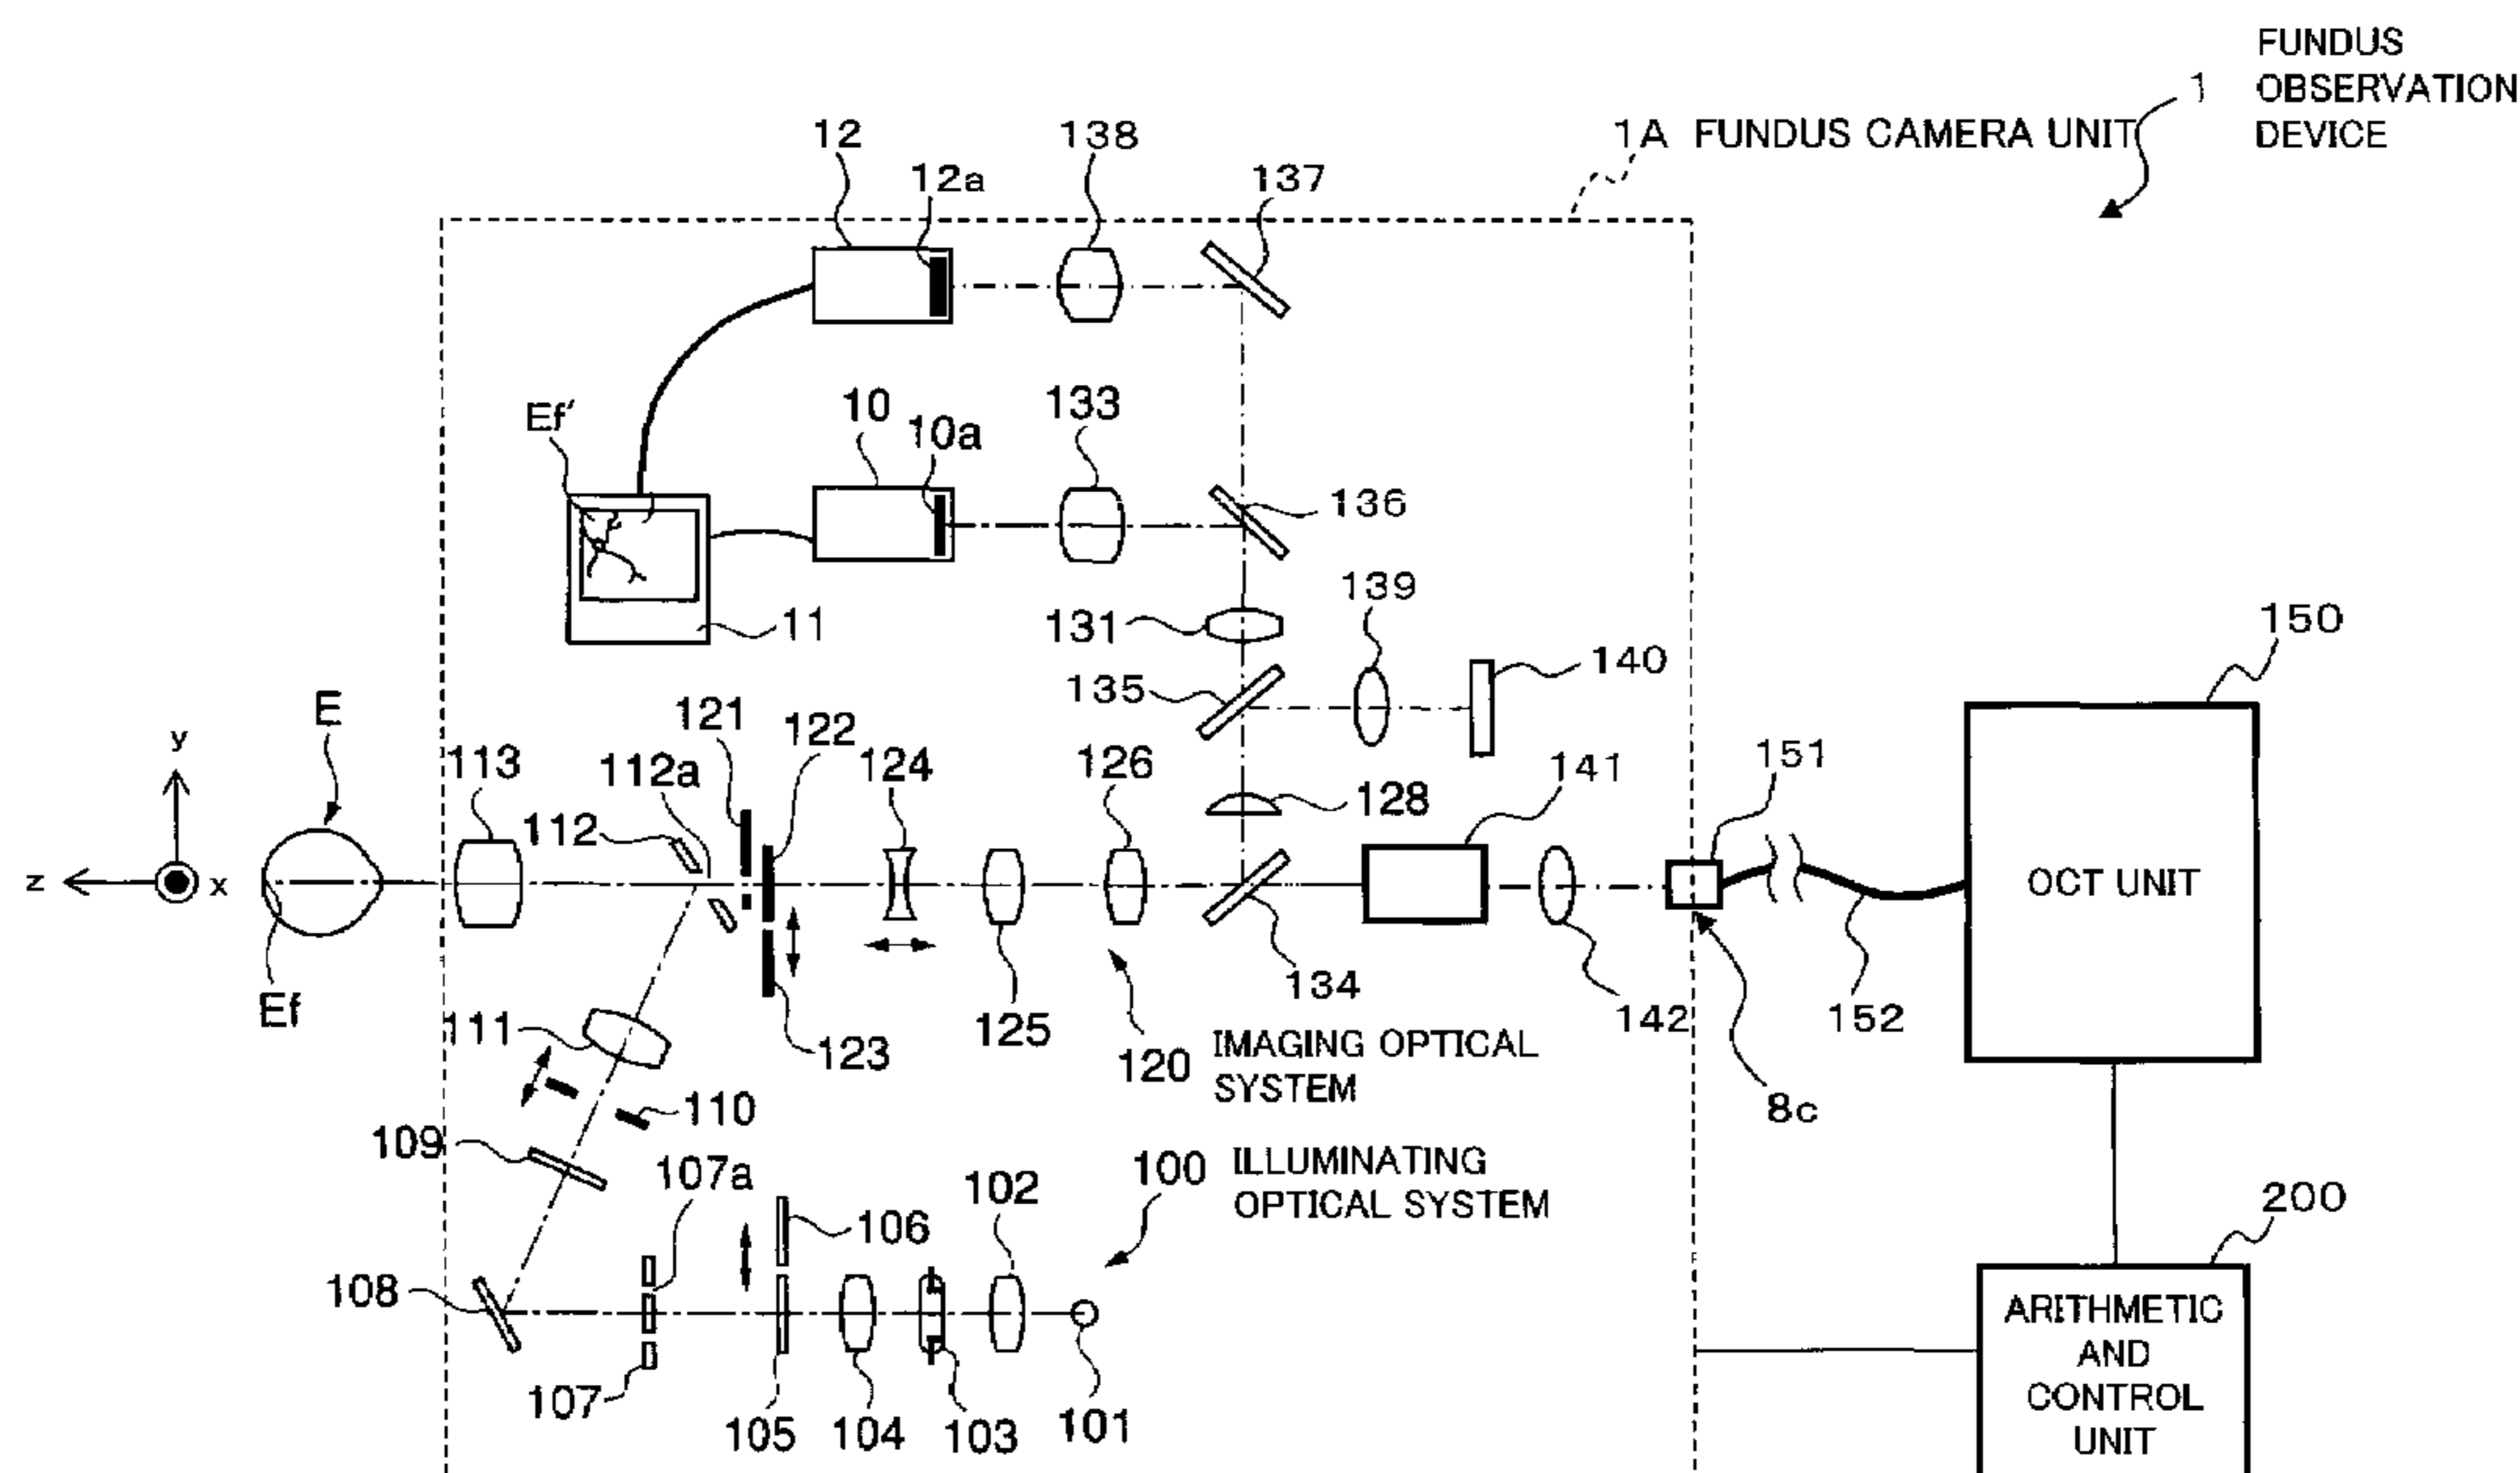 FUNDUS
OBSERVATION
DEVICE
1
1A FUNDUS CAMERA UNIT
12
138
12a
137
10
133
Ef'
10a
136
139
131
11
150
140
135
E
121
122
y
113
112a
124
126
151
141
128
112
z
x
OCT UNIT
134
Ef
111
125
142
152
123
120
IMAGING OPTICAL
SYSTEM
8c
110
109
107a
100
ILLUMINATING
OPTICAL SYSTEM
102
200
106
108
ARITHMETIC
AND
CONTROL
UNIT
107
105
104
103
101